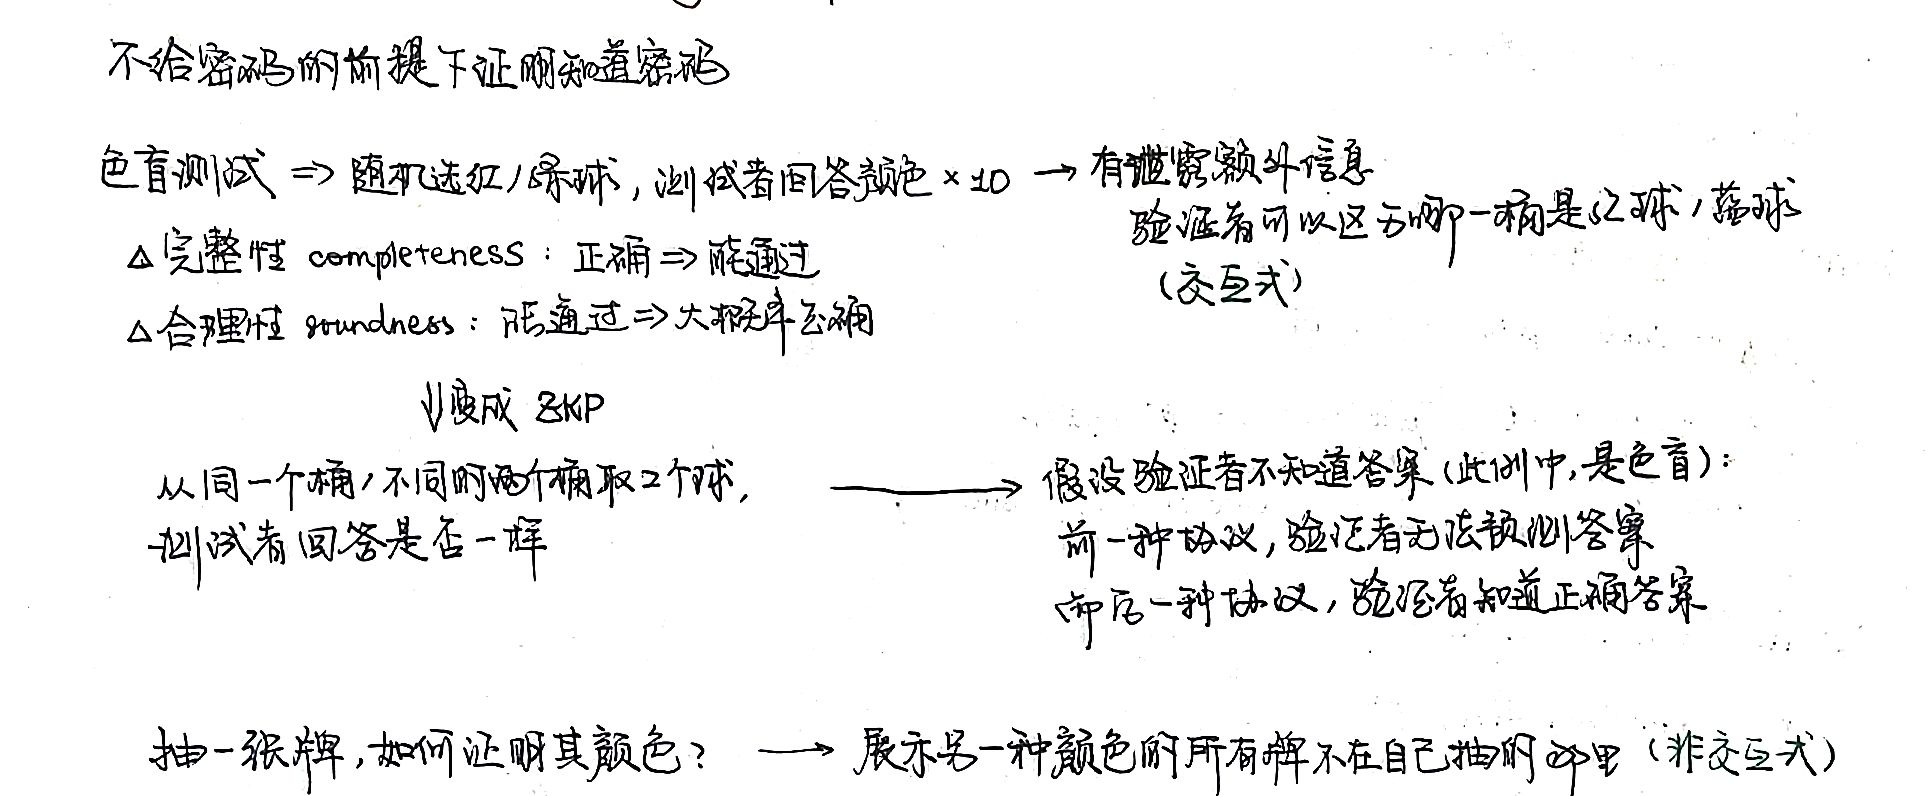 不给密码的前提下证明知道密码
色盲测试 ⇒ 随机选红/绿球，测试者回答颜色 × 10 → 有泄露额外信息
验证者可以区分哪一桶是红球/蓝球
(交互式)
△ 完整性 completeness : 正确 ⇒ 能通过
△ 合理性 soundness : 能通过 ⇒ 大概率正确
⇓ 变成 ZKP
从同一个桶/不同的两个桶取2个球,
测试者回答是否一样
→ 假设验证者不知道答案(此例中,是色盲):
前一种协议,验证者无法预测答案
而后一种协议,验证者知道正确答案
抽一张牌,如何证明其颜色? → 展示另一种颜色的所有牌不在自己抽的里 (非交互式)